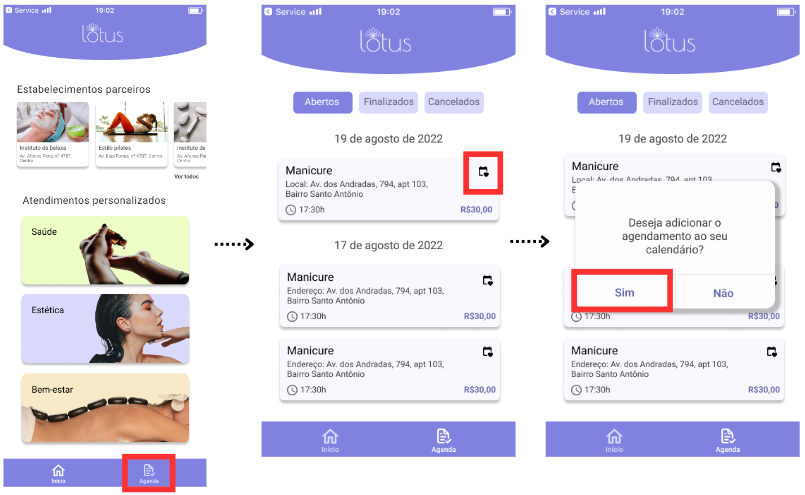 Service
19:02
lotus
Estabelecimentos parceiros
Instituto de beleza
Av. Afonso Pena, nº 4787,
Centro
Estilo pilates
Av. Dias Fortes, nº 4787, Centro
Instituto de
Av. Afonso Pena
Centro
Ver todos
Atendimentos personalizados
Saúde
Estética
Bem-estar
Início
Agenda
Service
19:02
lotus
Abertos
Finalizados
Cancelados
19 de agosto de 2022
Manicure
Local: Av. dos Andradas, 794, apt 103,
Bairro Santo Antônio
17:30h
R$30,00
17 de agosto de 2022
Manicure
Endereço: Av. dos Andradas, 794, apt 103,
Bairro Santo Antônio
17:30h
R$30,00
Manicure
Endereço: Av. dos Andradas, 794, apt 103,
Bairro Santo Antônio
17:30h
R$30,00
Início
Agenda
Service
19:02
lotus
Abertos
Finalizados
Cancelados
19 de agosto de 2022
Manicure
Local: Av. dos Andradas, 794, apt 103,
Deseja adicionar o
agendamento ao seu
calendário?
Sim
Não
17:30h
R$30,00
Manicure
Endereço: Av. dos Andradas, 794, apt 103,
Bairro Santo Antônio
17:30h
R$30,00
Início
Agenda